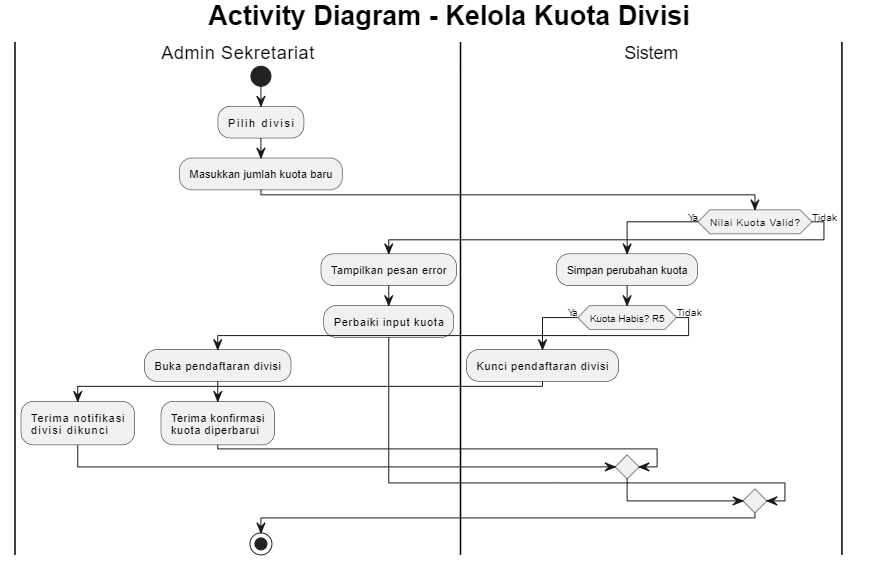 Activity Diagram - Kelola Kuota Divisi
Admin Sekretariat
Sistem
Pilih divisi
Masukkan jumlah kuota baru
Ya
Nilai Kuota Valid?
Tidak
Tampilkan pesan error
Simpan perubahan kuota
Perbaiki input kuota
Ya
Kuota Habis? R5
Tidak
Buka pendaftaran divisi
Kunci pendaftaran divisi
Terima notifikasi
divisi dikunci
Terima konfirmasi
kuota diperbarui